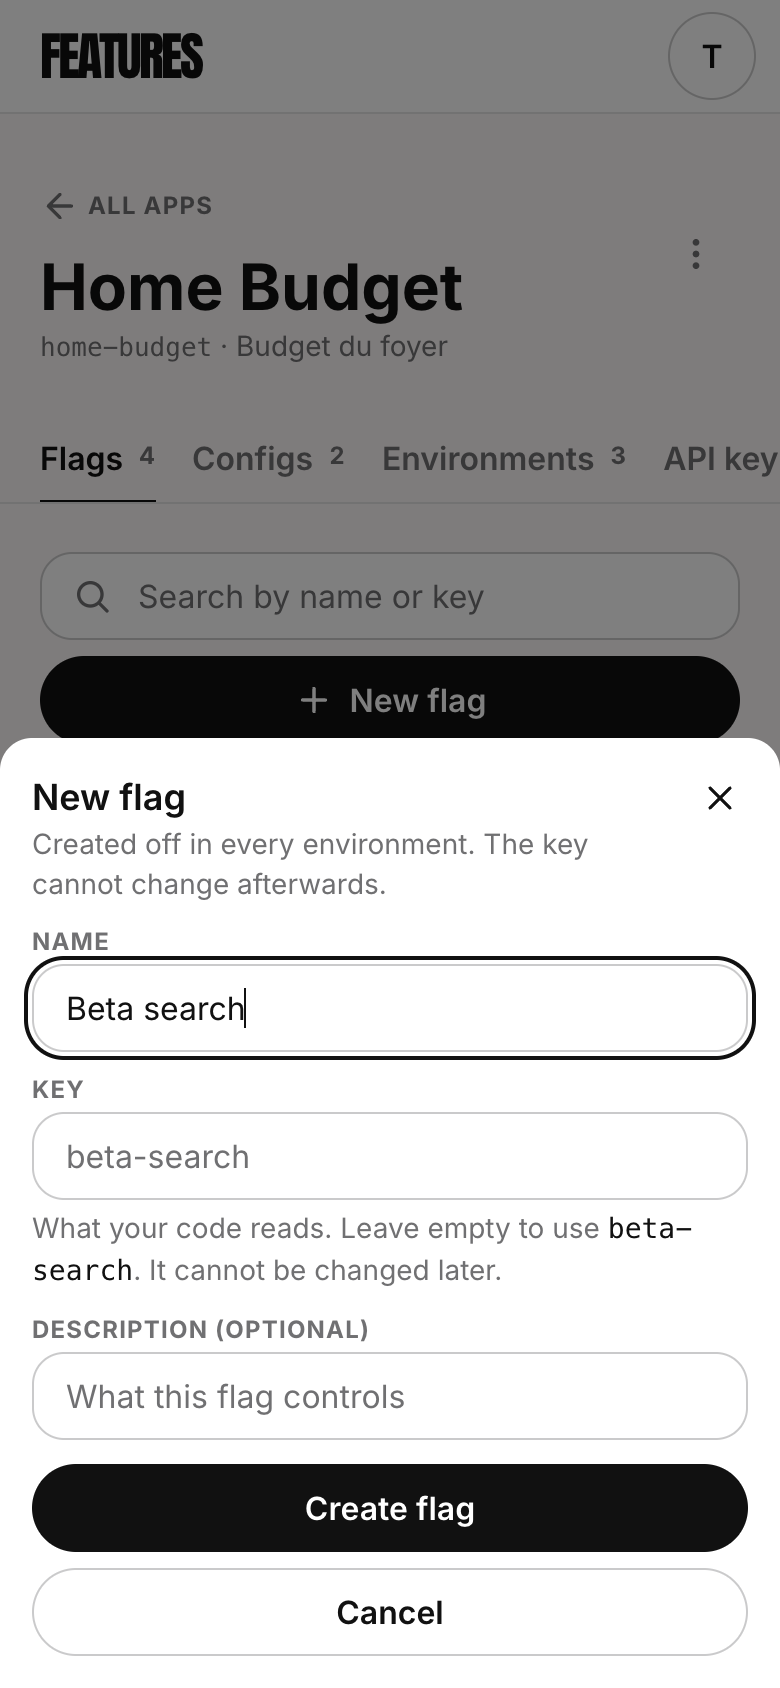 FEATURES
T
ALL APPS
Home Budget
home-budget · Budget du foyer
Flags 4 Configs 2 Environments 3 API key
Search by name or key
New flag
New flag
Created off in every environment. The key
cannot change afterwards.
NAME
Beta search
KEY
beta-search
What your code reads. Leave empty to use beta-
search. It cannot be changed later.
DESCRIPTION (OPTIONAL)
What this flag controls
Create flag
Cancel